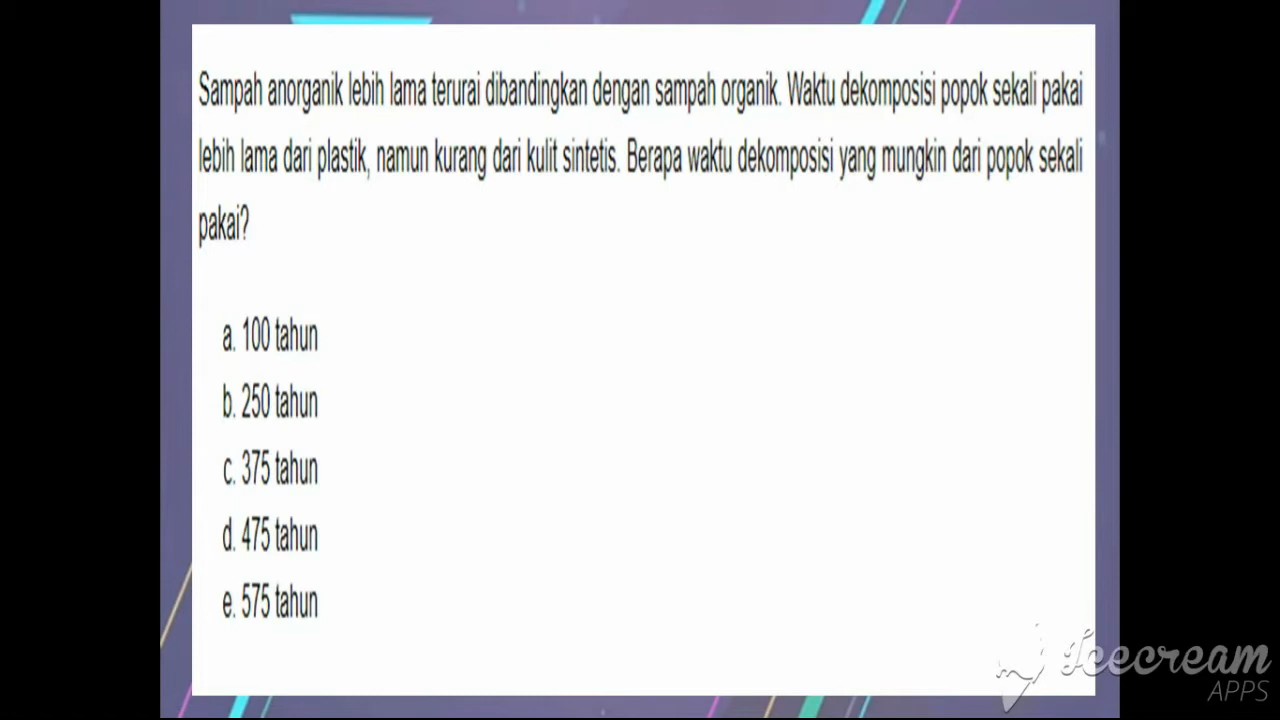 Sampah anorganik lebih lama terurai dibandingkan dengan sampah organik. Waktu dekomposisi popok sekali pakai
lebih lama dari plastik, namun kurang dari kulit sintetis. Berapa waktu dekomposisi yang mungkin dari popok sekali
pakai?
a. 100 tahun
b. 250 tahun
c. 375 tahun
d. 475 tahun
e. 575 tahun
Icecream
APPS